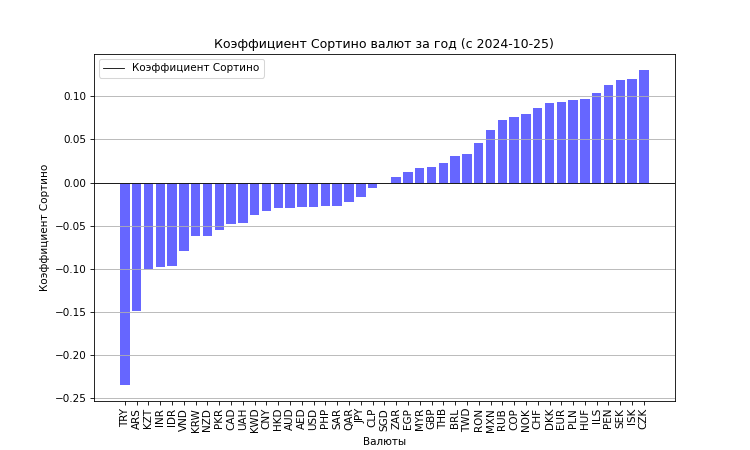 Коэффициент Сортино валют за год (с 2024-10-25)
Коэффициент Сортино
Коэффициент Сортино
0.10
0.05
0.00
−0.05
−0.10
−0.15
−0.20
−0.25
TRY
ARS
KZT
INR
IDR
VND
KRW
NZD
PKR
CAD
UAH
KWD
CNY
HKD
AUD
AED
USD
PHP
SAR
QAR
JPY
CLP
SGD
ZAR
EGP
MYR
GBP
THB
BRL
TWD
RON
MXN
RUB
COP
NOK
CHF
DKK
EUR
PLN
HUF
ILS
PEN
SEK
ISK
CZK
Валюты